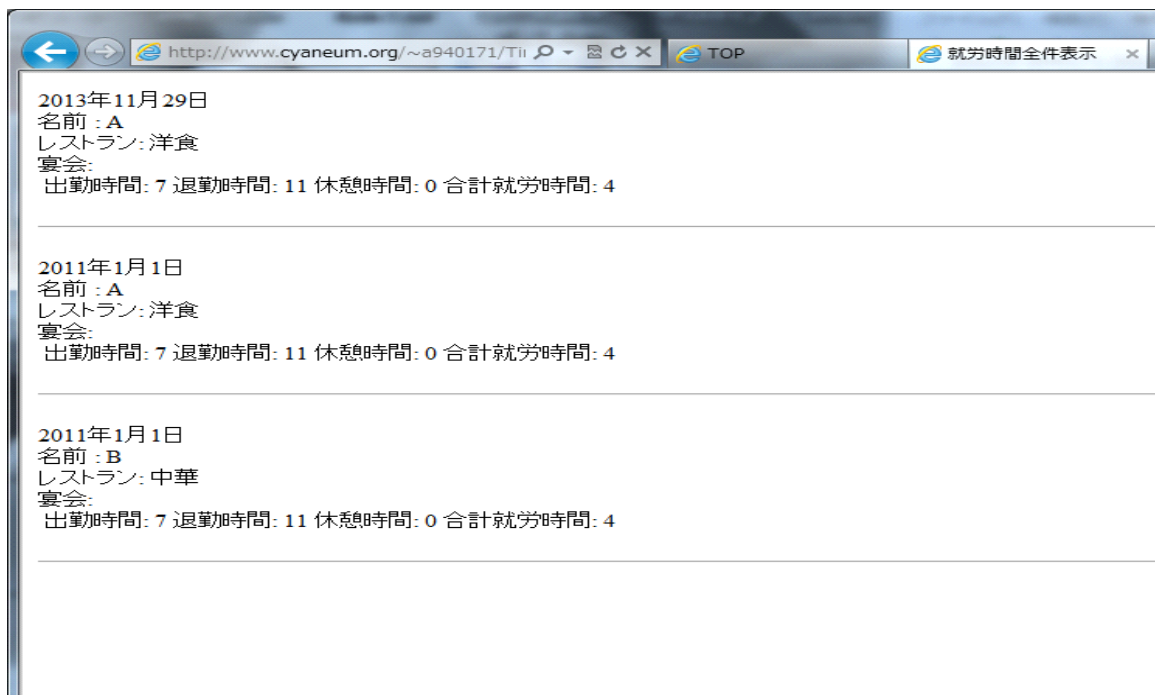 http://www.cyaneum.org/~a940171/Ti
TOP
就労時間全件表示
2013年11月29日
名前 : A
レストラン: 洋食
宴会:
出勤時間: 7 退勤時間: 11 休憩時間: 0 合計就労時間: 4
2011年1月1日
名前 : A
レストラン: 洋食
宴会:
出勤時間: 7 退勤時間: 11 休憩時間: 0 合計就労時間: 4
2011年1月1日
名前 : B
レストラン: 中華
宴会:
出勤時間: 7 退勤時間: 11 休憩時間: 0 合計就労時間: 4